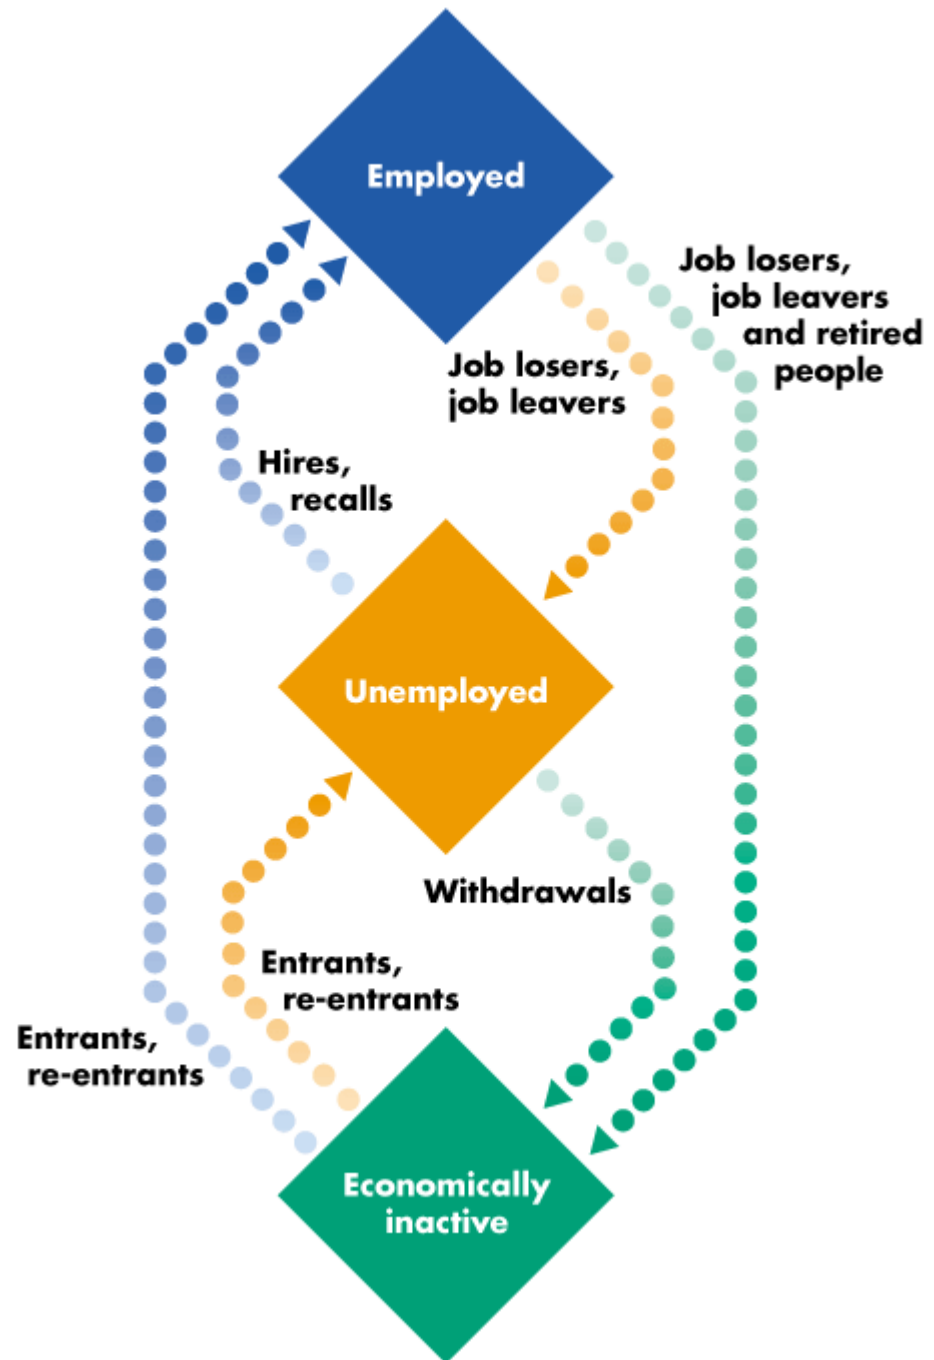 Employed
Job losers,
job leavers
and retired
people
Job losers,
job leavers
Hires,
recalls
Unemployed
Withdrawals
Entrants,
re-entrants
Entrants,
re-entrants
Economically
inactive